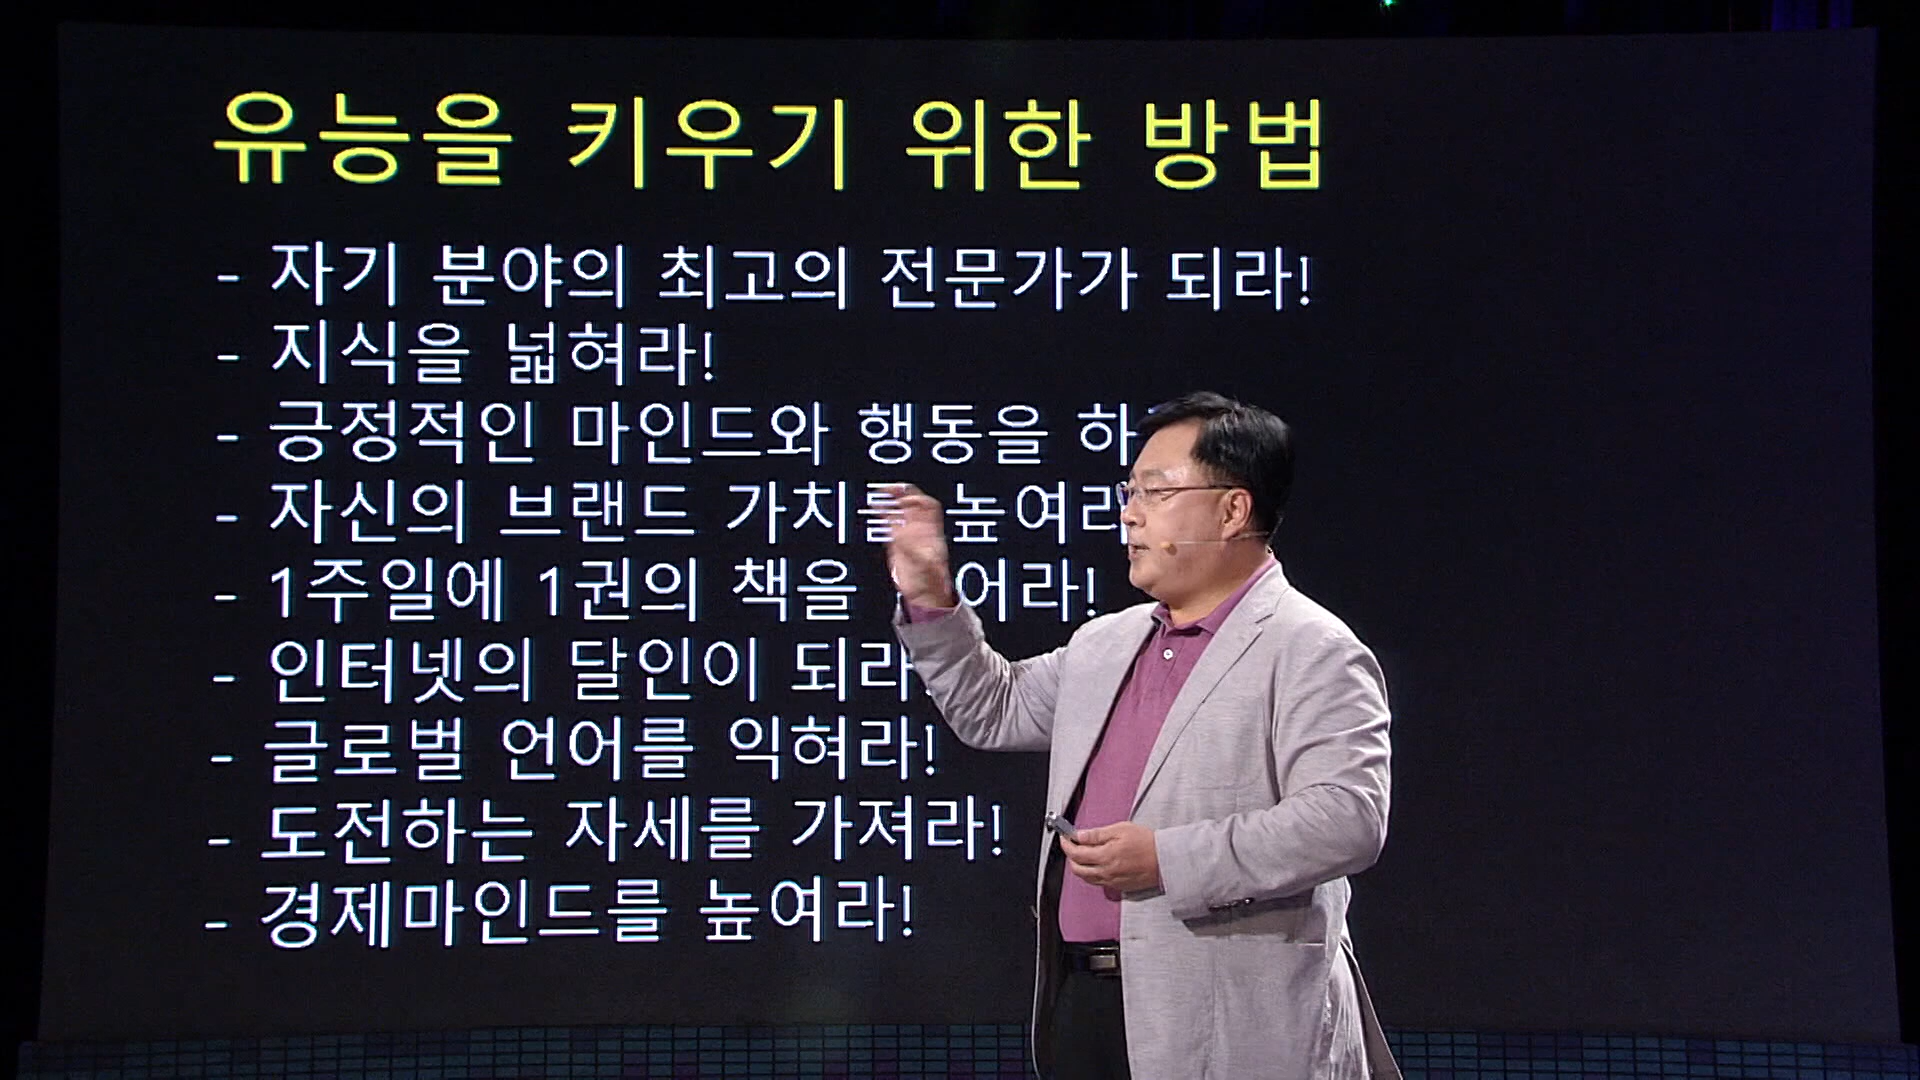 유능을 키우기 위한 방법
- 자기 분야의 최고의 전문가가 되라!
- 지식을 넓혀라!
- 긍정적인 마인드와 행동을
- 자신의 브랜드 가치를 높여라
- 1주일에 1권의 책을
- 인터넷의 달인이 되라!
- 글로벌 언어를 익혀라!
- 도전하는 자세를 가져라!
- 경제마인드를 높여라!